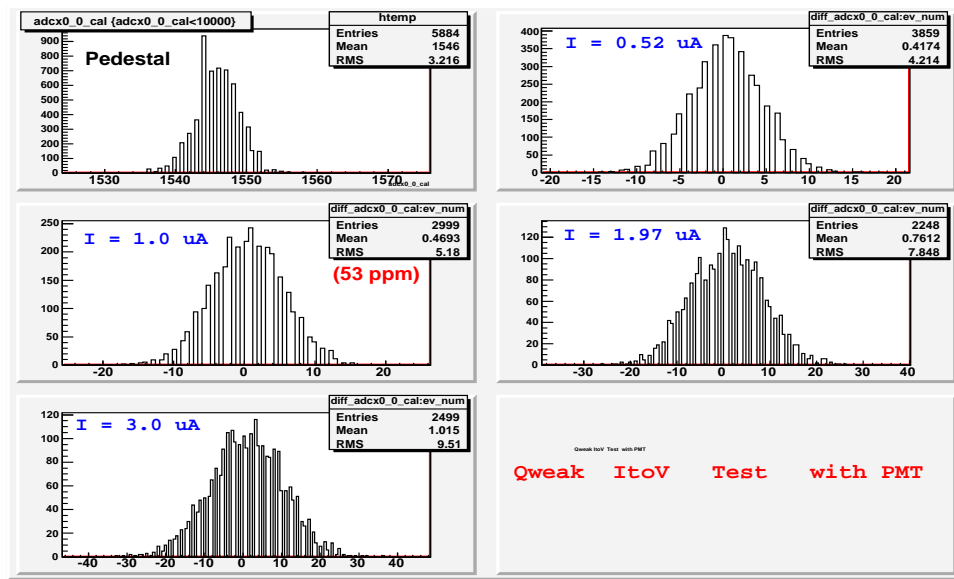 adcx0_0_cal {adcx0_0_cal<10000}
htemp
Entries 5884
Mean 1546
RMS 3.216
Pedestal
900
800
700
600
500
400
300
200
100
0
1530 1540 1550 1560 1570
adcx0_0_cal
diff_adcx0_0_cal:ev_num
Entries 3859
Mean 0.4174
RMS 4.214
I = 0.52 uA
400
350
300
250
200
150
100
50
0
-20 -15 -10 -5 0 5 10 15 20
diff_adcx0_0_cal:ev_num
Entries 2999
Mean 0.4693
RMS 5.18
I = 1.0 uA
(53 ppm)
250
200
150
100
50
0
-20 -10 0 10 20
diff_adcx0_0_cal:ev_num
Entries 2248
Mean 0.7612
RMS 7.848
I = 1.97 uA
120
100
80
60
40
20
0
-30 -20 -10 0 10 20 30 40
diff_adcx0_0_cal:ev_num
Entries 2499
Mean 1.015
RMS 9.51
I = 3.0 uA
120
100
80
60
40
20
0
-40 -30 -20 -10 0 10 20 30 40
Qweak ItoV Test with PMT
Qweak ItoV Test with PMT